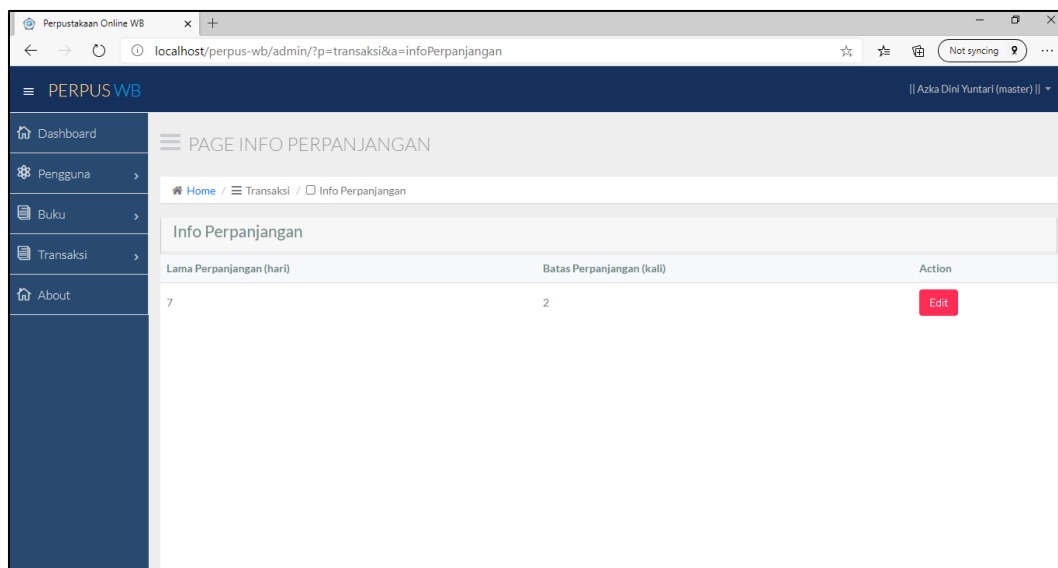 Perpustakaan Online WB
localhost/perpus-wb/admin/?p=transaksi&a=infoPerpanjangan
Not syncing
PERPUS WB
|| Azka Dini Yuntari (master) ||
Dashboard
Pengguna
Buku
Transaksi
About
PAGE INFO PERPANJANGAN
Home / Transaksi / Info Perpanjangan
Info Perpanjangan
Lama Perpanjangan (hari) Batas Perpanjangan (kali) Action
7 2 Edit